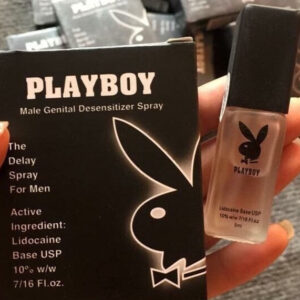 PLAYBOY
Male Genital Desensitizer Spray
The
Delay
Spray
For Men
Active
Ingredient:
Lidocaine
Base USP
10% w/w
7/16 Fl.oz.
PLAYBOY
Lidocaine Base USP
10% w/w 7/16 Fl.oz